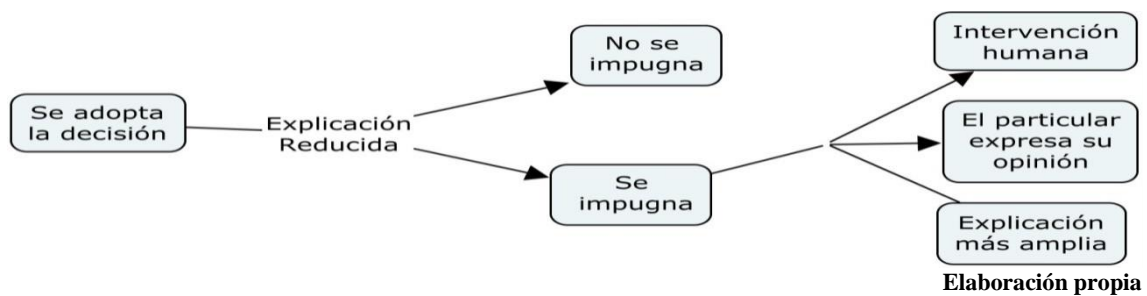 Se adopta
la decisión
Explicación
Reducida
No se
impugna
Se
impugna
Intervención
humana
El particular
expresa su
opinión
Explicación
más amplia
Elaboración propia